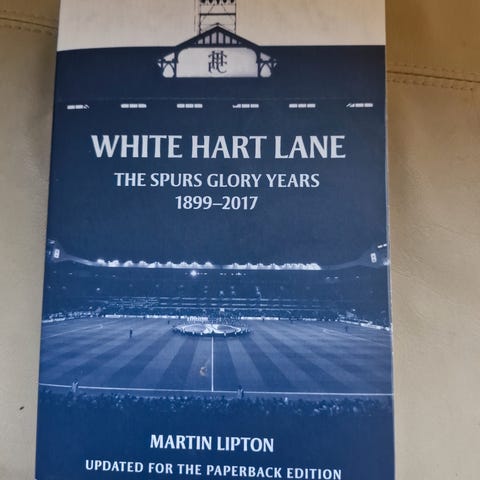 WHITE HART LANE
THE SPURS GLORY YEARS
1899–2017
MARTIN LIPTON
UPDATED FOR THE PAPERBACK EDITION